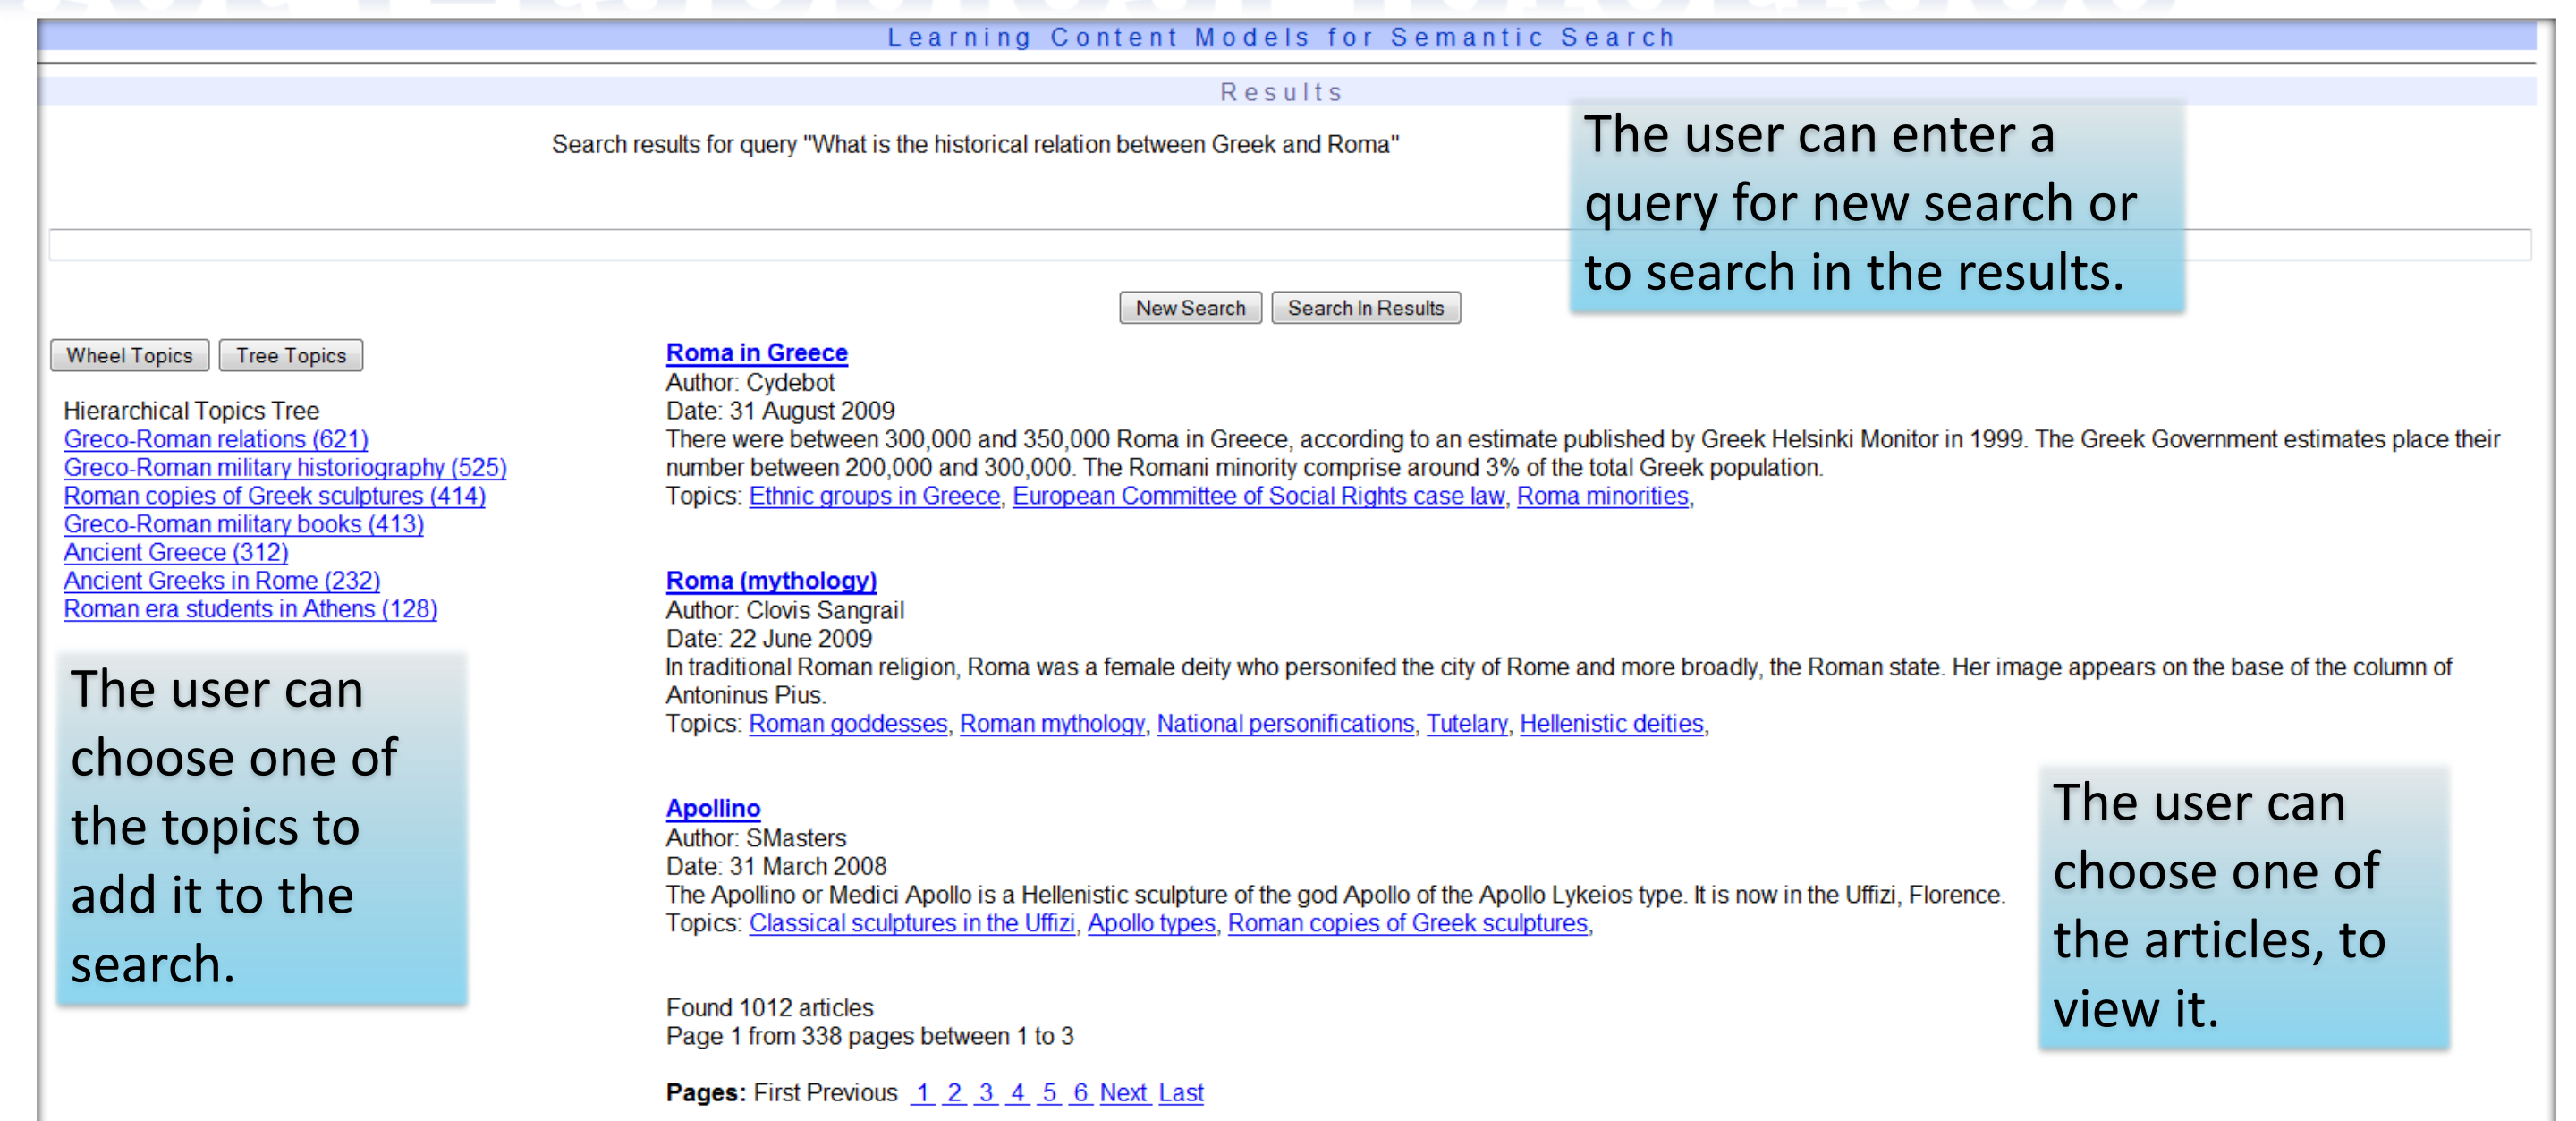 Learning Content Models for Semantic Search
Results
Search results for query "What is the historical relation between Greek and Roma"
The user can enter a
query for new search or
to search in the results.
New Search Search In Results
Wheel Topics Tree Topics
Hierarchical Topics Tree
Greco-Roman relations (621)
Greco-Roman military historiography (525)
Roman copies of Greek sculptures (414)
Greco-Roman military books (413)
Ancient Greece (312)
Ancient Greeks in Rome (232)
Roman era students in Athens (128)
The user can
choose one of
the topics to
add it to the
search.
Roma in Greece
Author: Cydebot
Date: 31 August 2009
There were between 300,000 and 350,000 Roma in Greece, according to an estimate published by Greek Helsinki Monitor in 1999. The Greek Government estimates place their
number between 200,000 and 300,000. The Romani minority comprise around 3% of the total Greek population.
Topics: Ethnic groups in Greece, European Committee of Social Rights case law, Roma minorities,
Roma (mythology)
Author: Clovis Sangrail
Date: 22 June 2009
In traditional Roman religion, Roma was a female deity who personifed the city of Rome and more broadly, the Roman state. Her image appears on the base of the column of
Antoninus Pius.
Topics: Roman goddesses, Roman mythology, National personifications, Tutelary, Hellenistic deities,
Apollino
Author: SMasters
Date: 31 March 2008
The Apollino or Medici Apollo is a Hellenistic sculpture of the god Apollo of the Apollo Lykeios type. It is now in the Uffizi, Florence.
Topics: Classical sculptures in the Uffizi, Apollo types, Roman copies of Greek sculptures,
The user can
choose one of
the articles, to
view it.
Found 1012 articles
Page 1 from 338 pages between 1 to 3
Pages: First Previous 1 2 3 4 5 6 Next Last